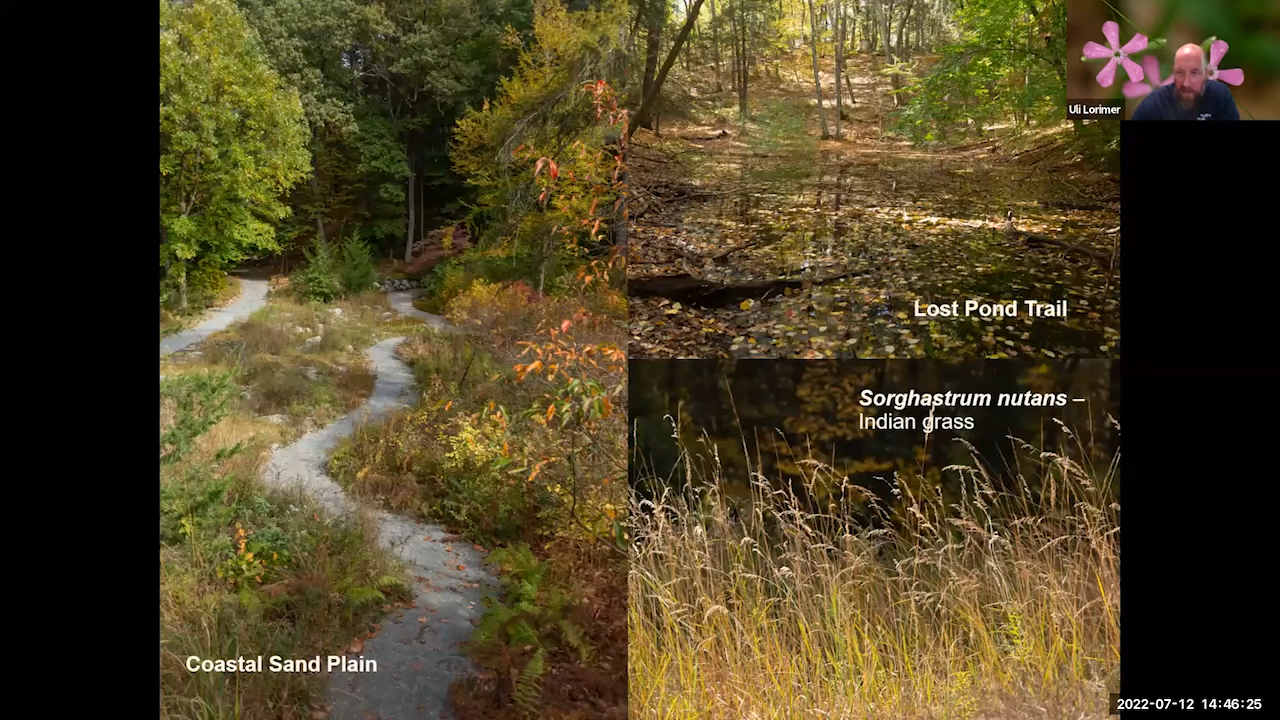 Uli Lorimer
Lost Pond Trail
Sorghastrum nutans –
Indian grass
Coastal Sand Plain
2022-07-12 14:46:25